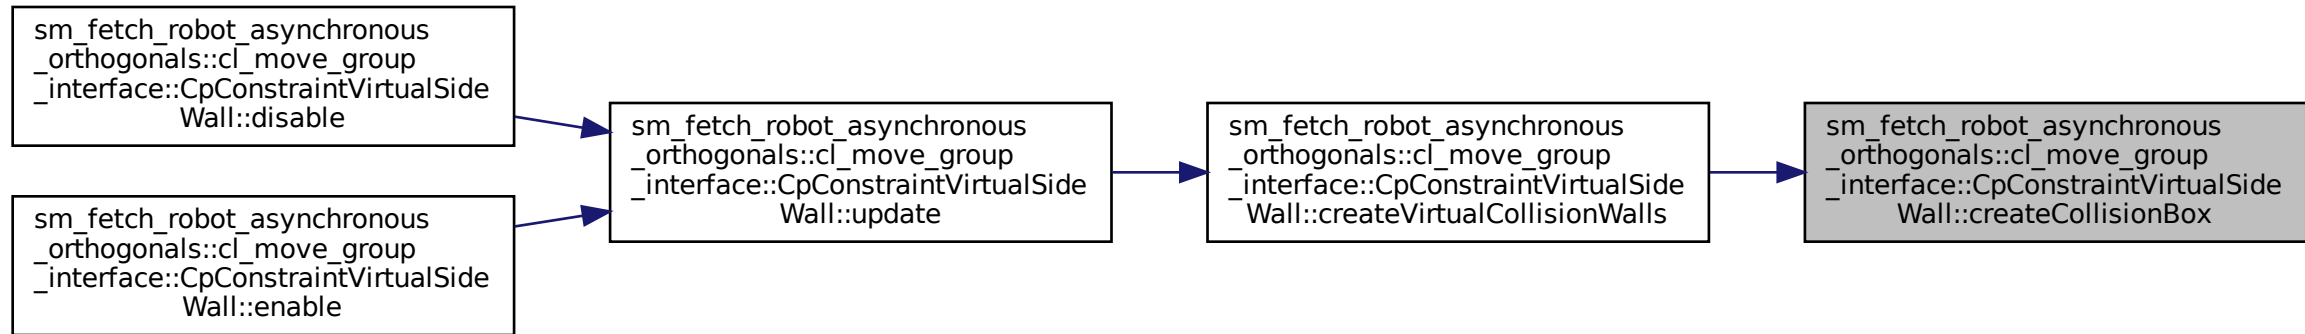 sm_fetch_robot_asynchronous
_orthogonals::cl_move_group
_interface::CpConstraintVirtualSide
Wall::disable
sm_fetch_robot_asynchronous
_orthogonals::cl_move_group
_interface::CpConstraintVirtualSide
Wall::enable
sm_fetch_robot_asynchronous
_orthogonals::cl_move_group
_interface::CpConstraintVirtualSide
Wall::update
sm_fetch_robot_asynchronous
_orthogonals::cl_move_group
_interface::CpConstraintVirtualSide
Wall::createVirtualCollisionWalls
sm_fetch_robot_asynchronous
_orthogonals::cl_move_group
_interface::CpConstraintVirtualSide
Wall::createCollisionBox